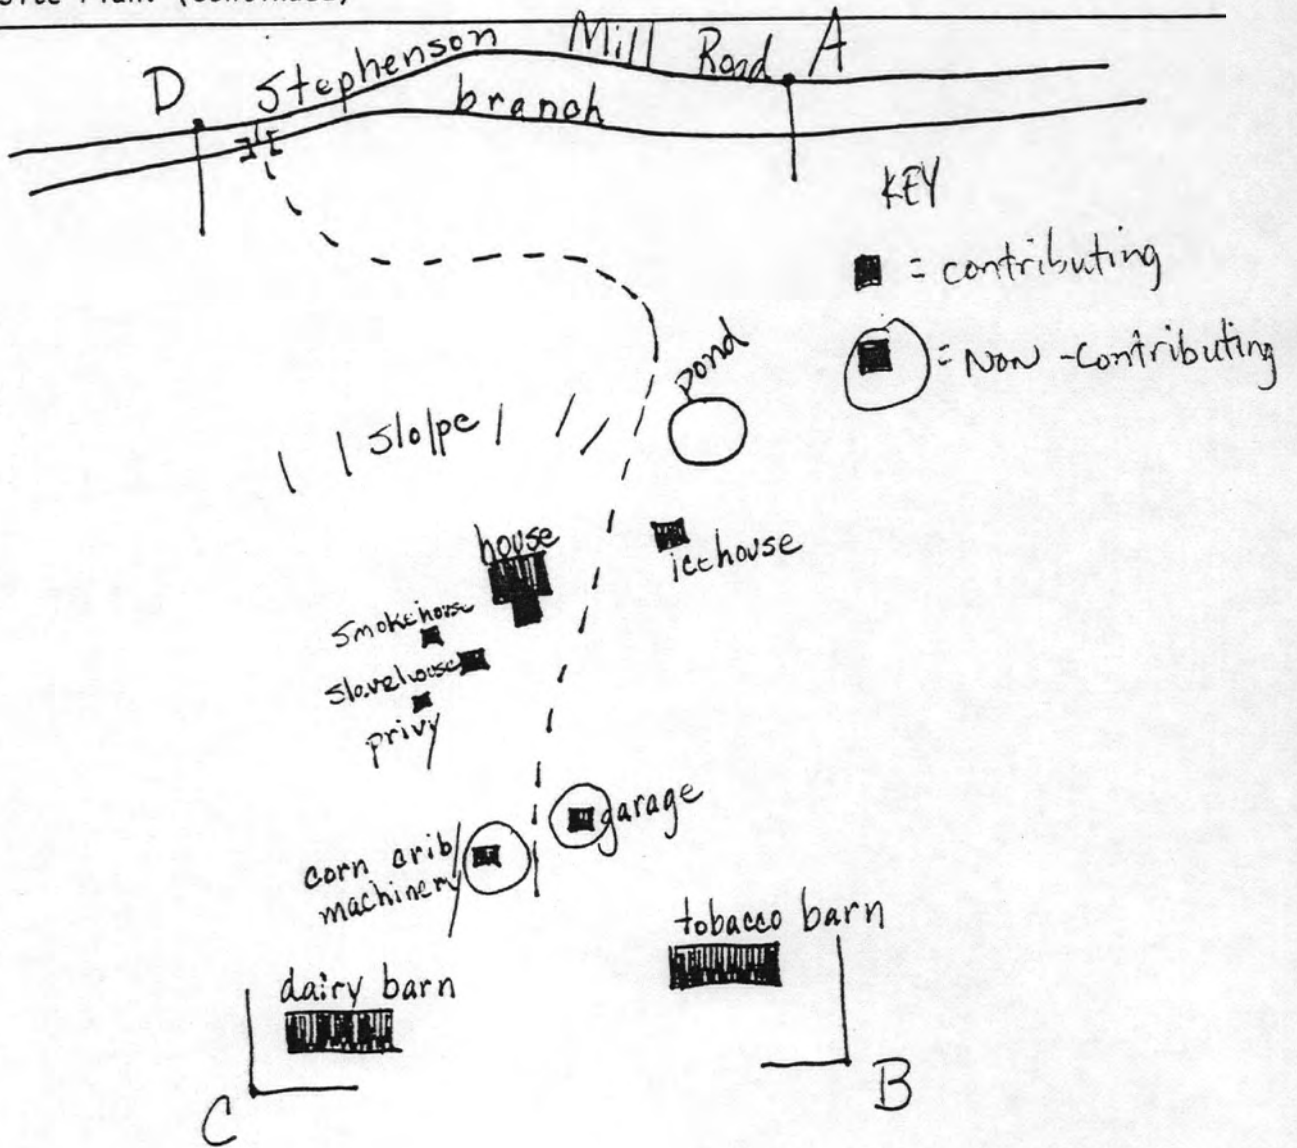 Stephenson Mill Road A
D
branch
KEY
= contributing
= Non-Contributing
pond
slope
house
icehouse
smokehouse
slavehouse
privy
garage
corn crib/
machinery
tobacco barn
dairy barn
B
C